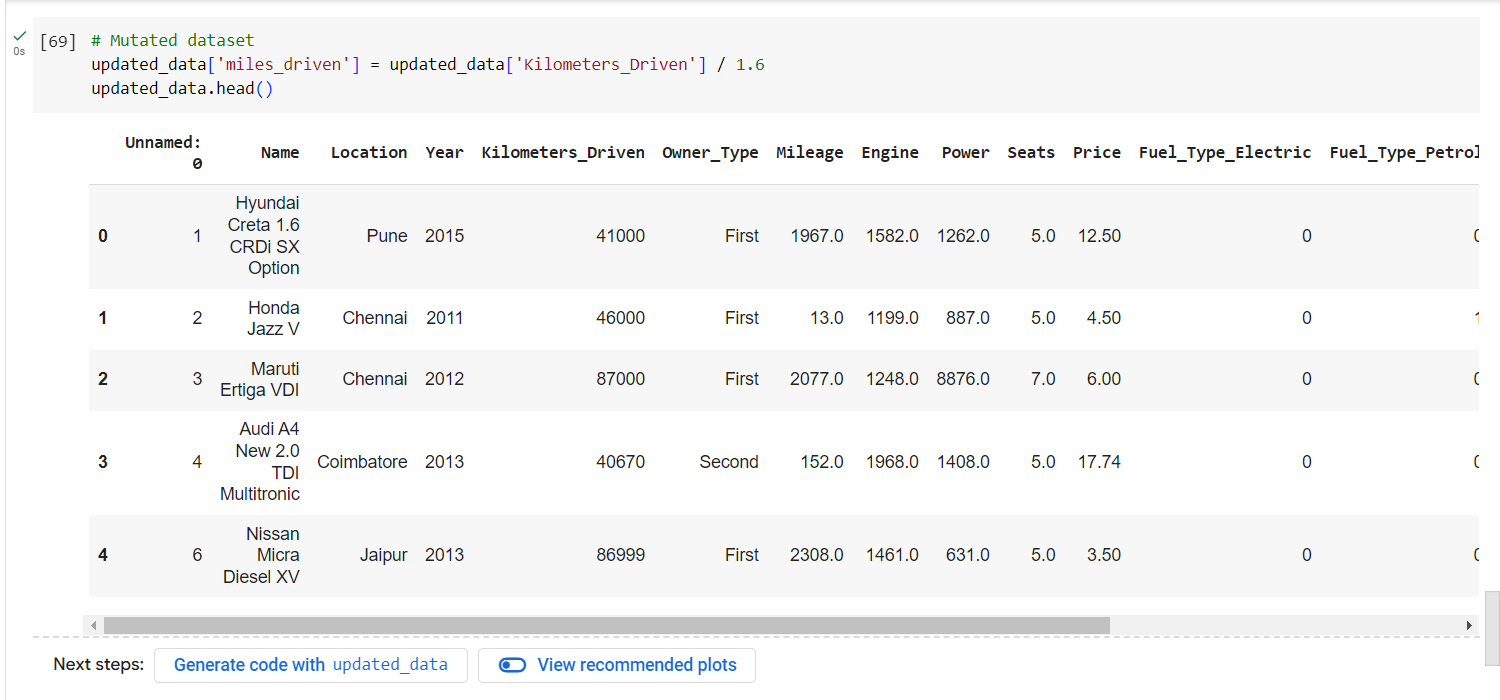 [69] # Mutated dataset
0s updated_data['miles_driven'] = updated_data['Kilometers_Driven'] / 1.6
updated_data.head()
Unnamed: 0 Name Location Year Kilometers_Driven Owner_Type Mileage Engine Power Seats Price Fuel_Type_Electric Fuel_Type_Petrol
0 1 Hyundai Creta 1.6 CRDi SX Option Pune 2015 41000 First 1967.0 1582.0 1262.0 5.0 12.50 0 0
1 2 Honda Jazz V Chennai 2011 46000 First 13.0 1199.0 887.0 5.0 4.50 0 1
2 3 Maruti Ertiga VDI Chennai 2012 87000 First 2077.0 1248.0 8876.0 7.0 6.00 0 0
3 4 Audi A4 New 2.0 TDI Multitronic Coimbatore 2013 40670 Second 152.0 1968.0 1408.0 5.0 17.74 0 0
4 6 Nissan Micra Diesel XV Jaipur 2013 86999 First 2308.0 1461.0 631.0 5.0 3.50 0 0
Next steps: Generate code with updated_data View recommended plots